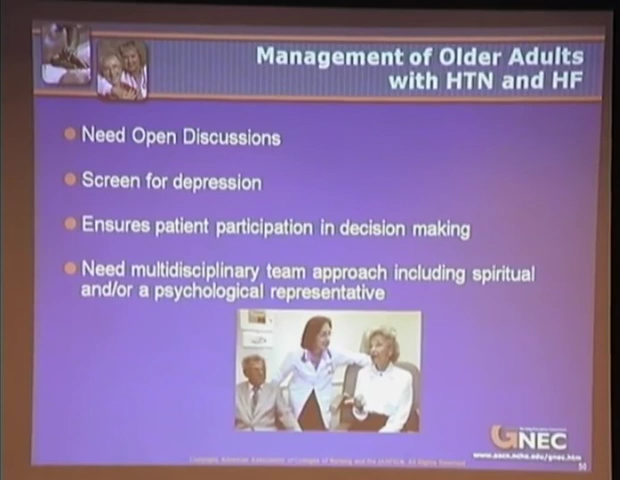 Management of Older Adults
with HTN and HF
Need Open Discussions
Screen for depression
Ensures patient participation in decision making
Need multidisciplinary team approach including spiritual
and/or a psychological representative
GNEC